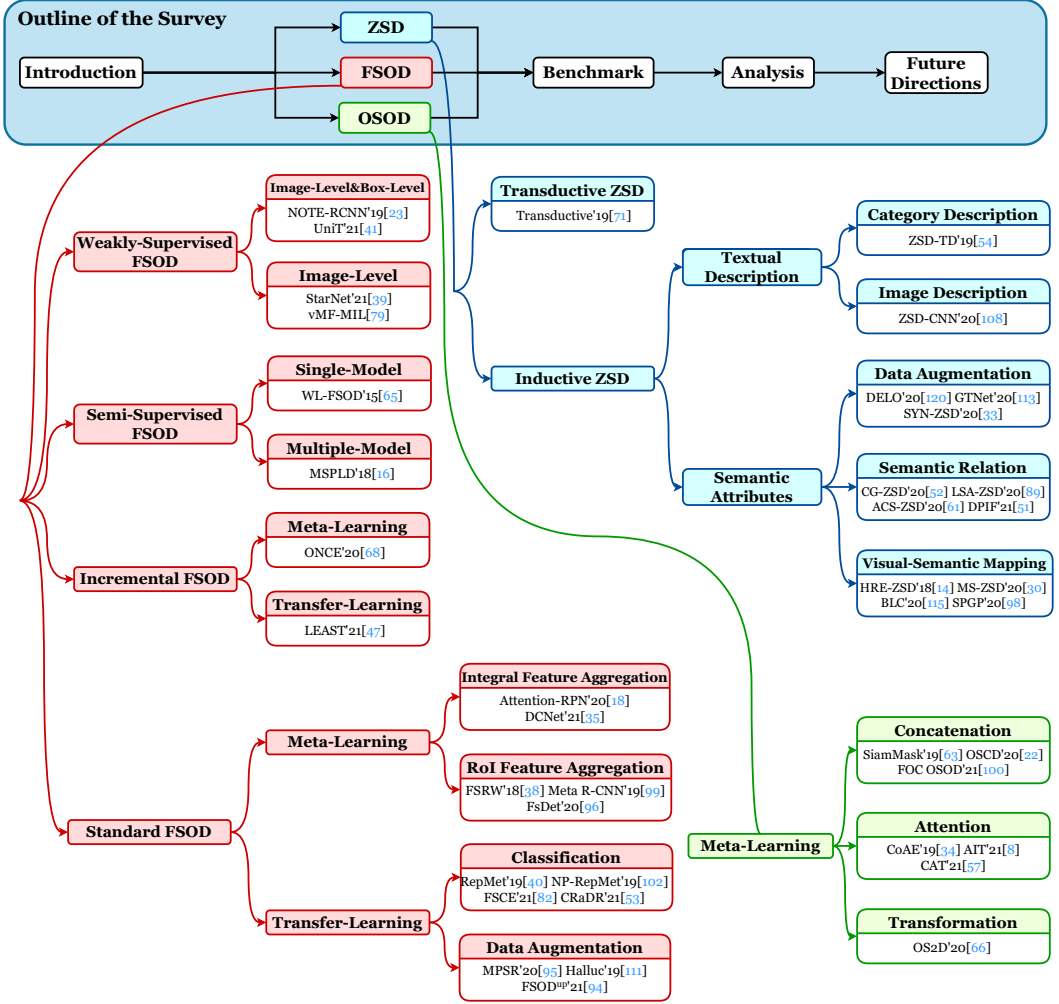 Outline of the Survey
Introduction
ZSD
FSOD
OSOD
Benchmark
Analysis
Future
Directions
Weakly-Supervised
FSOD
Image-Level&Box-Level
NOTE-RCNN'19[23]
UniT'21[41]
Image-Level
StarNet'21[39]
vMF-MIL[79]
Semi-Supervised
FSOD
Single-Model
WL-FSOD'15[65]
Multiple-Model
MSPLD'18[16]
Incremental FSOD
Meta-Learning
ONCE'20[68]
Transfer-Learning
LEAST'21[47]
Standard FSOD
Meta-Learning
Integral Feature Aggregation
Attention-RPN'20[18]
DCNet'21[35]
RoI Feature Aggregation
FSRW'18[38] Meta R-CNN'19[99]
FsDet'20[96]
Transfer-Learning
Classification
RepMet'19[40] NP-RepMet'19[102]
FSCE'21[82] CRaDR'21[53]
Data Augmentation
MPSR'20[95] Halluc'19[111]
FSODup'21[94]
Transductive ZSD
Transductive'19[71]
Inductive ZSD
Textual
Description
Category Description
ZSD-TD'19[54]
Image Description
ZSD-CNN'20[108]
Semantic
Attributes
Data Augmentation
DELO'20[120] GTNet'20[113]
SYN-ZSD'20[33]
Semantic Relation
CG-ZSD'20[52] LSA-ZSD'20[89]
ACS-ZSD'20[61] DPIF'21[51]
Visual-Semantic Mapping
HRE-ZSD'18[14] MS-ZSD'20[30]
BLC'20[115] SPGP'20[98]
Meta-Learning
Concatenation
SiamMask'19[63] OSCD'20[22]
FOC OSOD'21[100]
Attention
CoAE'19[34] AIT'21[8]
CAT'21[57]
Transformation
OS2D'20[66]